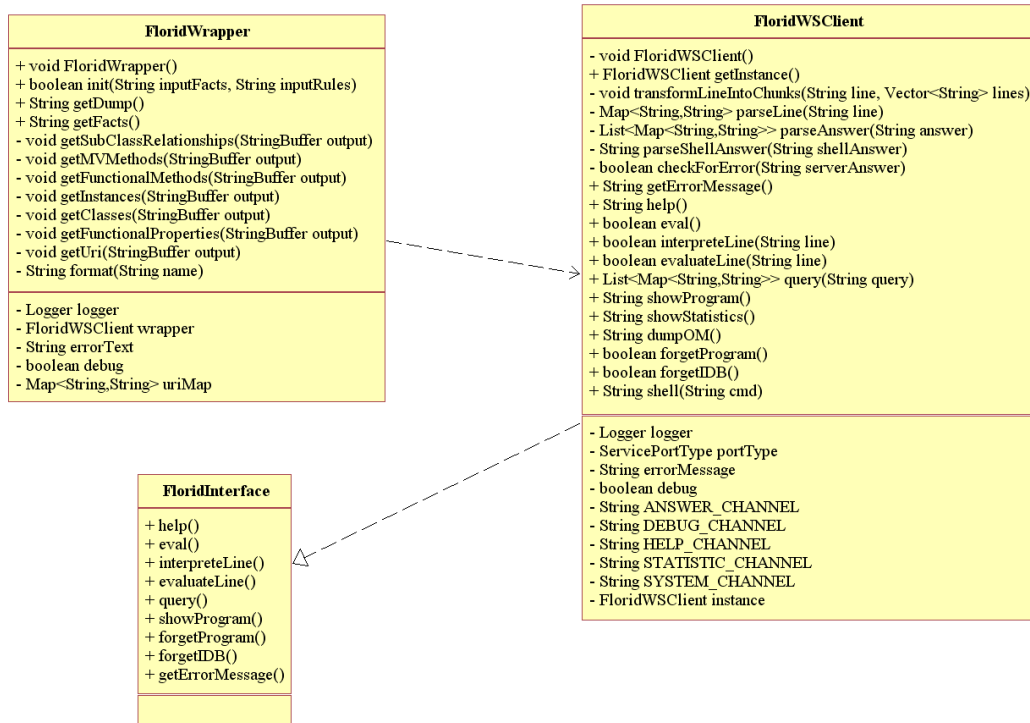 FloridWrapper
+ void FloridWrapper()
+ boolean init(String inputFacts, String inputRules)
+ String getDump()
+ String getFacts()
- void getSubClassRelationships(StringBuffer output)
- void getMVMethods(StringBuffer output)
- void getFunctionalMethods(StringBuffer output)
- void getInstances(StringBuffer output)
- void getClasses(StringBuffer output)
- void getFunctionalProperties(StringBuffer output)
- void getUri(StringBuffer output)
- String format(String name)
- Logger logger
- FloridWSClient wrapper
- String errorText
- boolean debug
- Map<String,String> uriMap
FloridWSClient
- void FloridWSClient()
+ FloridWSClient getInstance()
- void transformLineIntoChunks(String line, Vector<String> lines)
- Map<String,String> parseLine(String line)
- List<Map<String,String>> parseAnswer(String answer)
- String parseShellAnswer(String shellAnswer)
- boolean checkForError(String serverAnswer)
+ String getErrorMessage()
+ String help()
+ boolean eval()
+ boolean interpreteLine(String line)
+ boolean evaluateLine(String line)
+ List<Map<String,String>> query(String query)
+ String showProgram()
+ String showStatistics()
+ String dumpOM()
+ boolean forgetProgram()
+ boolean forgetIDB()
+ String shell(String cmd)
- Logger logger
- ServicePortType portType
- String errorMessage
- boolean debug
- String ANSWER_CHANNEL
- String DEBUG_CHANNEL
- String HELP_CHANNEL
- String STATISTIC_CHANNEL
- String SYSTEM_CHANNEL
- FloridWSClient instance
FloridInterface
+ help()
+ eval()
+ interpreteLine()
+ evaluateLine()
+ query()
+ showProgram()
+ forgetProgram()
+ forgetIDB()
+ getErrorMessage()